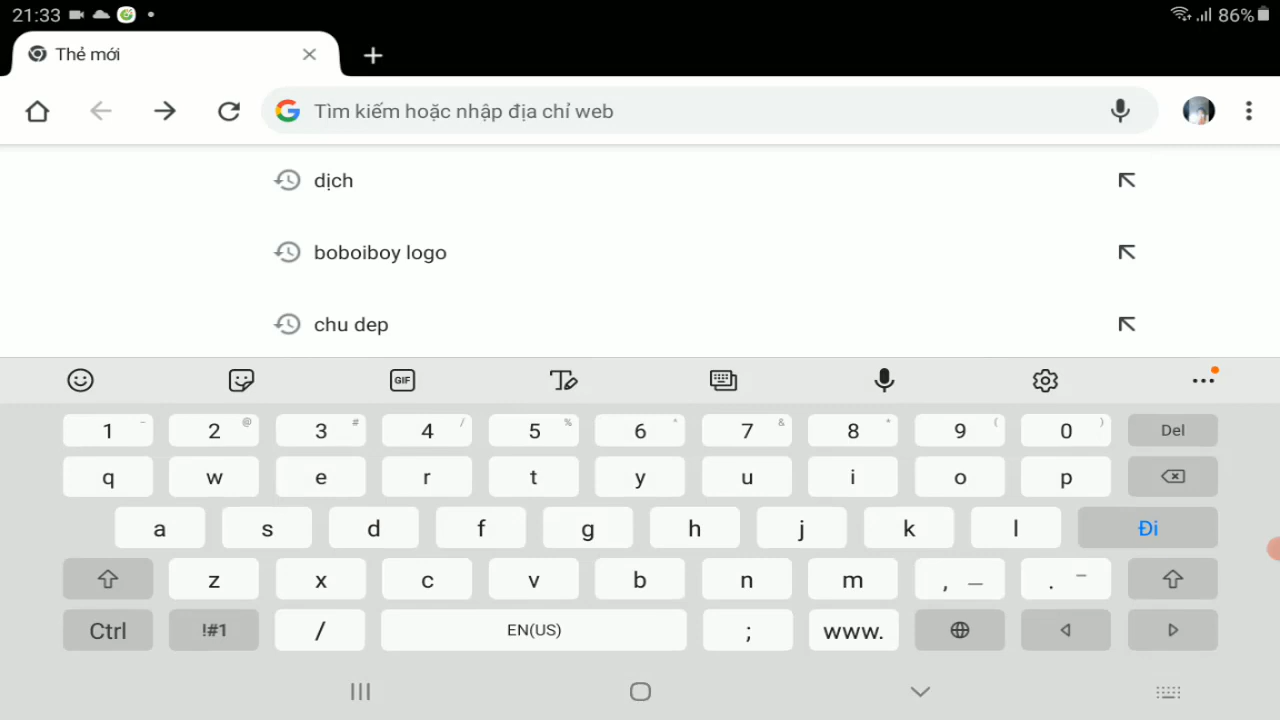 21:33 86%
Thẻ mới
Tìm kiếm hoặc nhập địa chỉ web
dịch
boboiboy logo
chu dep
GIF
1 - 2 @ 3 # 4 / 5 % 6 ^ 7 & 8 * 9 ( 0 ) Del
q w e r t y u i o p
a s d f g h j k l Đi
z x c v b n m , _ . -
Ctrl !#1 / EN(US) ; www.